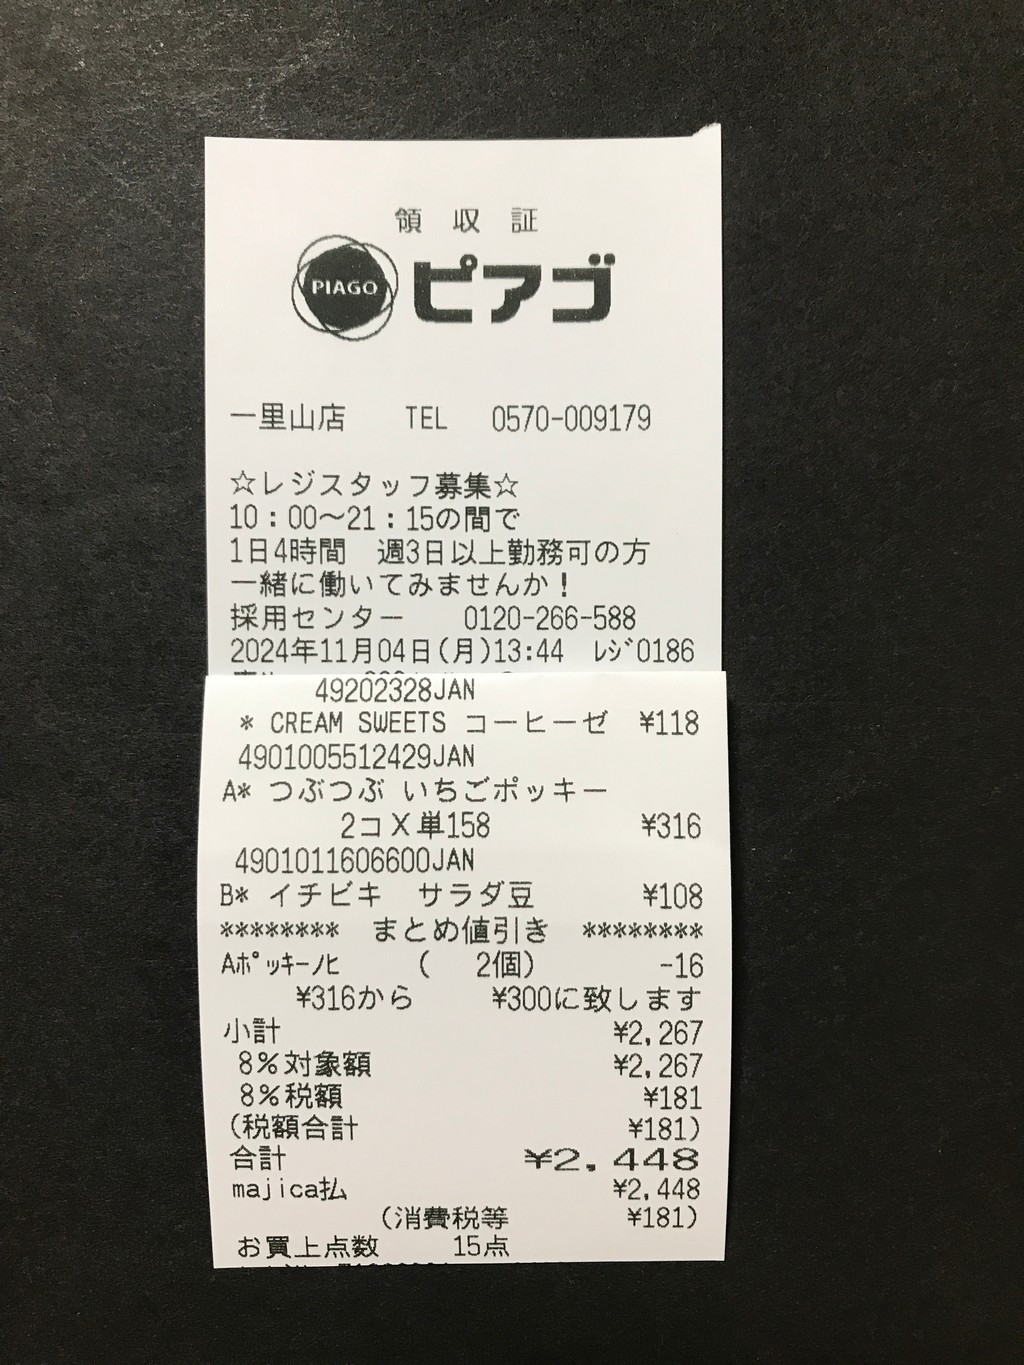 領収証
PIAGO ピアゴ
一里山店 TEL 0570-009179
☆レジスタッフ募集☆
10：00～21：15の間で
1日4時間 週3日以上勤務可の方
一緒に働いてみませんか！
採用センター 0120-266-588
2024年11月04日(月)13:44 ﾚｼﾞ0186
49202328JAN
* CREAM SWEETS コーヒーゼ ¥118
4901005512429JAN
A* つぶつぶ いちごポッキー
2コX単158 ¥316
4901011606600JAN
B* イチビキ サラダ豆 ¥108
******** まとめ値引き ********
Aﾎﾟｯｷｰﾉﾋ ( 2個) -16
¥316から ¥300に致します
小計 ¥2,267
8%対象額 ¥2,267
8%税額 ¥181
(税額合計 ¥181)
合計 ¥2,448
majica払 ¥2,448
(消費税等 ¥181)
お買上点数 15点